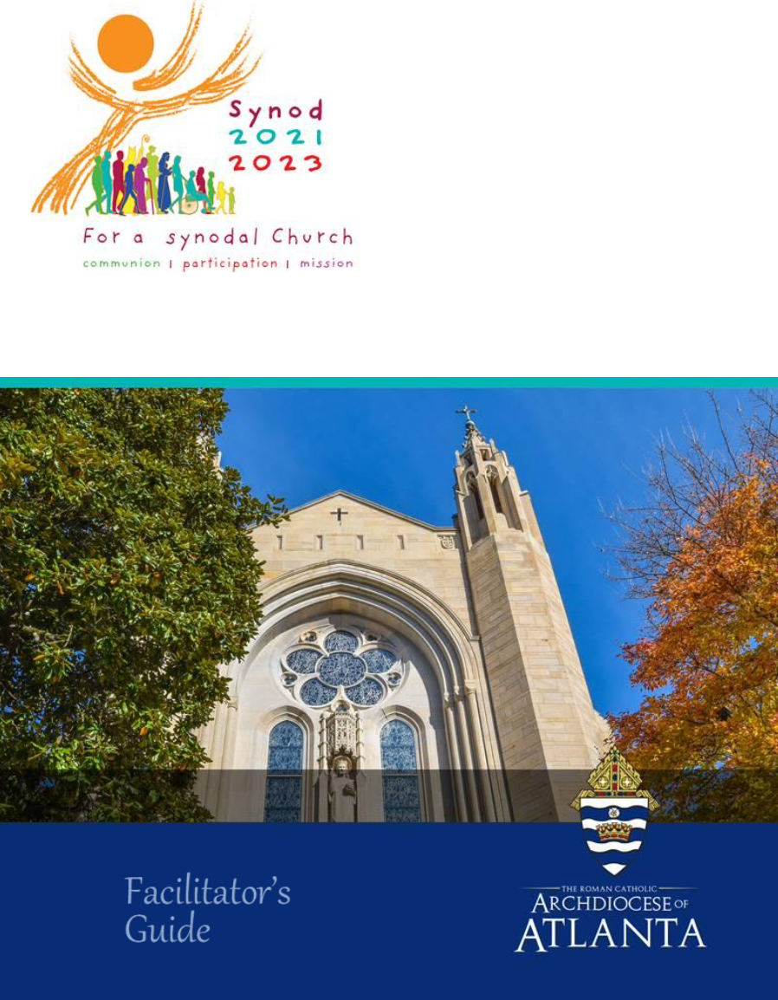 Synod
2021
2023
For a synodal Church
communion | participation | mission
Facilitator's
Guide
THE ROMAN CATHOLIC
ARCHDIOCESE OF
ATLANTA